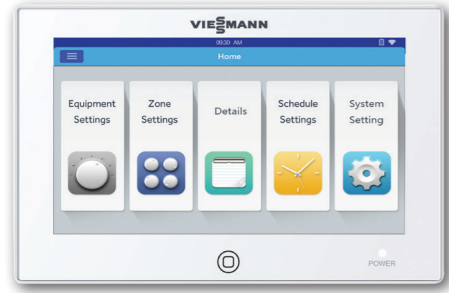 VIESMANN
09:30 AM
Home
Equipment
Settings
Zone
Settings
Details
Schedule
Settings
System
Setting
POWER